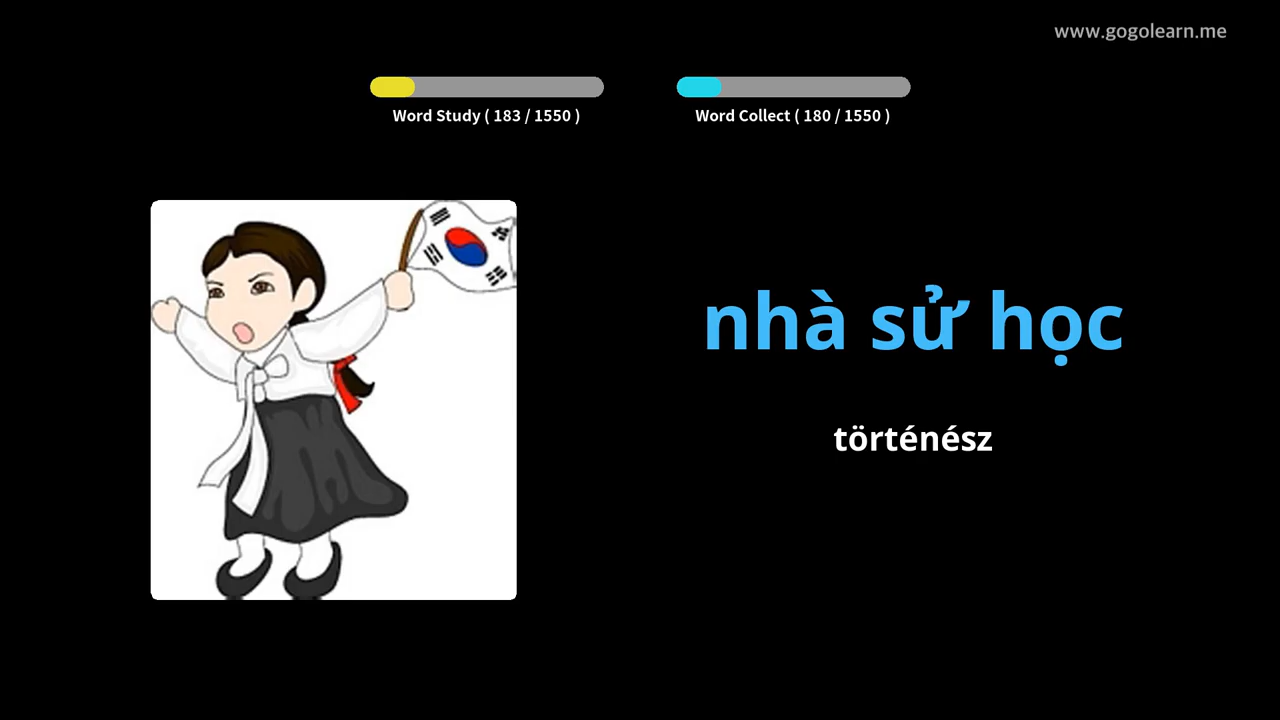 www.gogolearn.me
Word Study ( 183 / 1550 )
Word Collect ( 180 / 1550 )
nhà sử học
történész